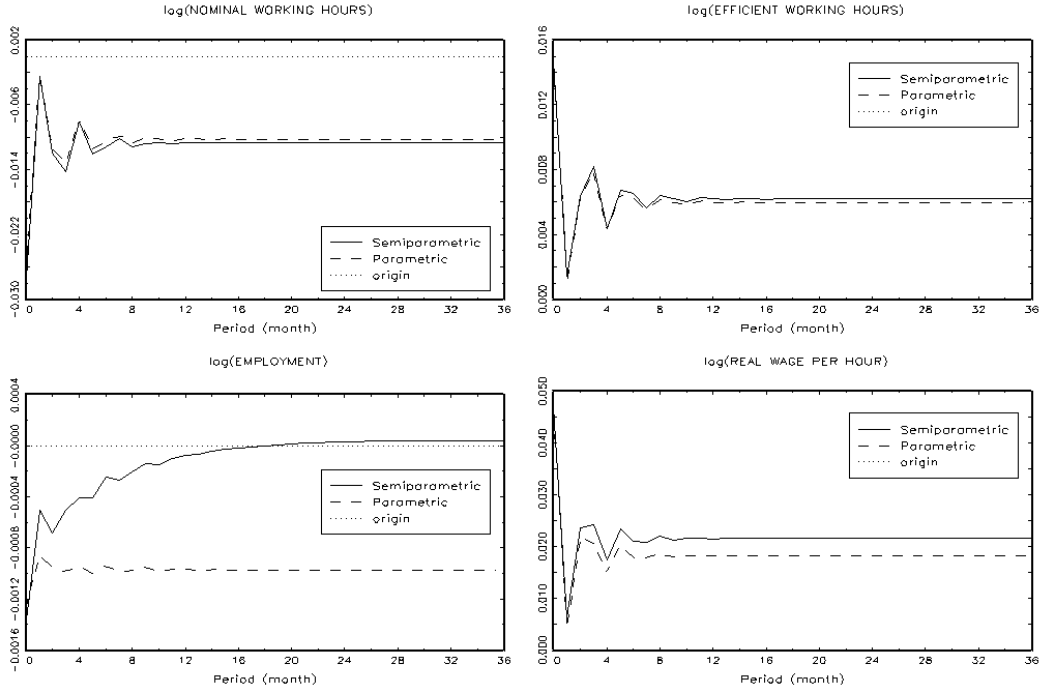 log(NOMINAL WORKING HOURS)
0.002
-0.006
-0.014
-0.022
-0.030
Semiparametric
Parametric
origin
0 4 8 12 16 20 24 28 32 36
Period (month)
log(EFFICIENT WORKING HOURS)
0.016
0.012
0.008
0.004
0.000
Semiparametric
Parametric
origin
0 4 8 12 16 20 24 28 32 36
Period (month)
log(EMPLOYMENT)
0.0004
-0.0000
-0.0004
-0.0008
-0.0012
-0.0016
Semiparametric
Parametric
origin
0 4 8 12 16 20 24 28 32 36
Period (month)
log(REAL WAGE PER HOUR)
0.050
0.040
0.030
0.020
0.010
0.000
Semiparametric
Parametric
origin
0 4 8 12 16 20 24 28 32 36
Period (month)